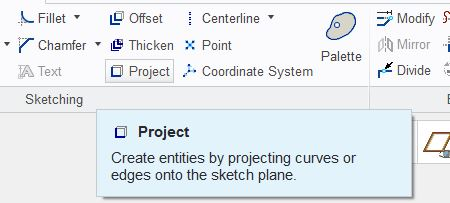 Fillet Offset Centerline Modify
Chamfer Thicken Point Mirror
Text Project Coordinate System Palette Divide
Sketching
Project
Create entities by projecting curves or
edges onto the sketch plane.